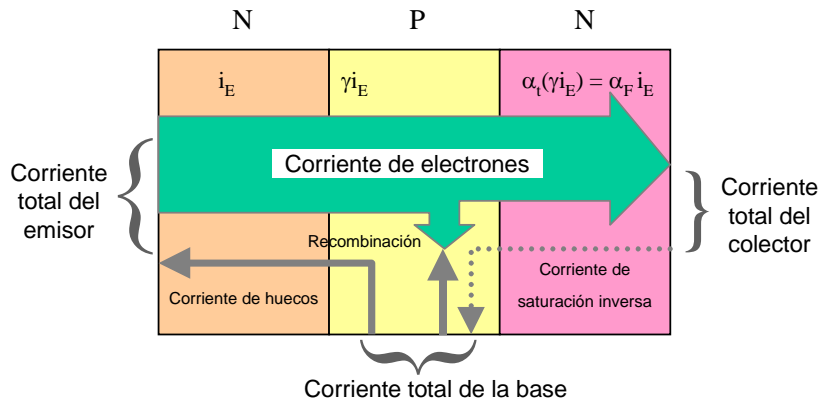 N P N
i_E γi_E α_t(γi_E) = α_F i_E
Corriente de electrones
Corriente
total del
emisor
Corriente
total del
colector
Recombinación
Corriente de huecos
Corriente de
saturación inversa
Corriente total de la base